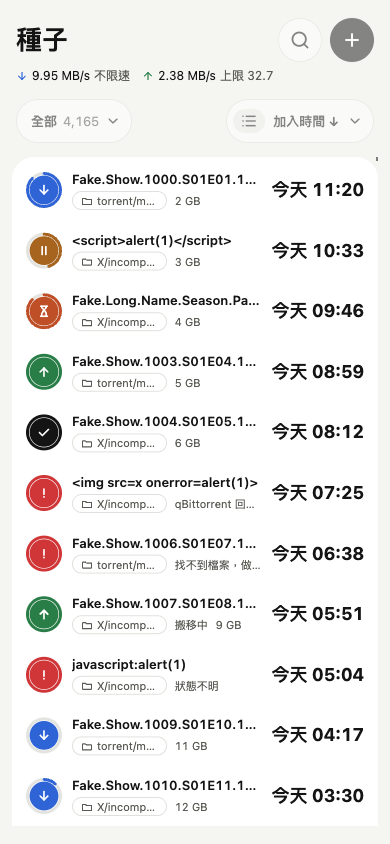 種子
9.95 MB/s 不限速 2.38 MB/s 上限 32.7
全部 4,165 加入時間
Fake.Show.1000.S01E01.1...
torrent/m... 2 GB
今天 11:20
<script>alert(1)</script>
X/incomp... 3 GB
今天 10:33
Fake.Long.Name.Season.Pa...
X/incomp... 4 GB
今天 09:46
Fake.Show.1003.S01E04.1...
torrent/m... 5 GB
今天 08:59
Fake.Show.1004.S01E05.1...
X/incomp... 6 GB
今天 08:12
<img src=x onerror=alert(1)>
X/incomp... qBittorrent 回...
今天 07:25
Fake.Show.1006.S01E07.1...
torrent/m... 找不到檔案，做...
今天 06:38
Fake.Show.1007.S01E08.1...
X/incomp... 搬移中 9 GB
今天 05:51
javascript:alert(1)
X/incomp... 狀態不明
今天 05:04
Fake.Show.1009.S01E10.1...
torrent/m... 11 GB
今天 04:17
Fake.Show.1010.S01E11.1...
X/incomp... 12 GB
今天 03:30